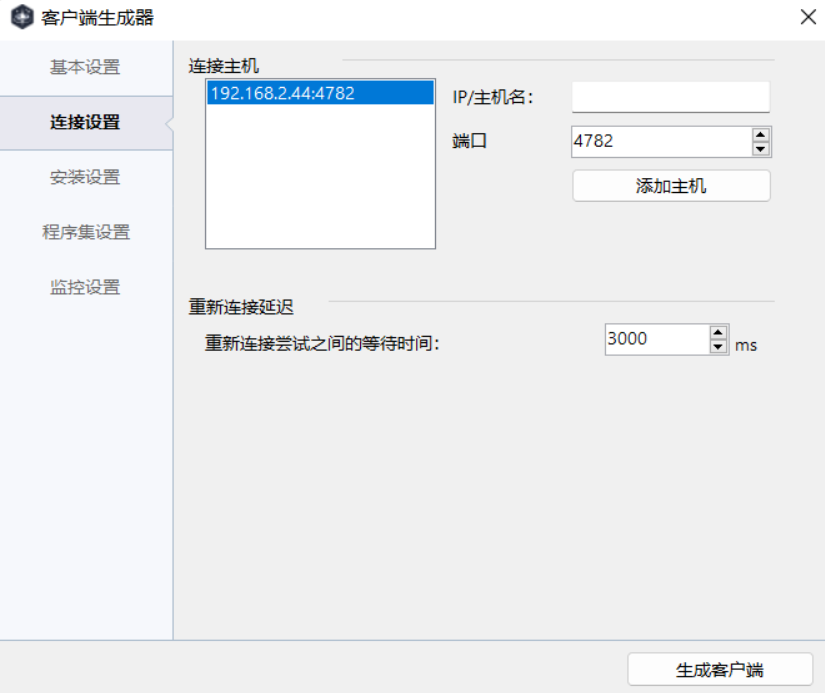 客户端生成器
基本设置
连接设置
安装设置
程序集设置
监控设置
连接主机
192.168.2.44:4782
IP/主机名：
端口
4782
添加主机
重新连接延迟
重新连接尝试之间的等待时间：
3000
ms
生成客户端